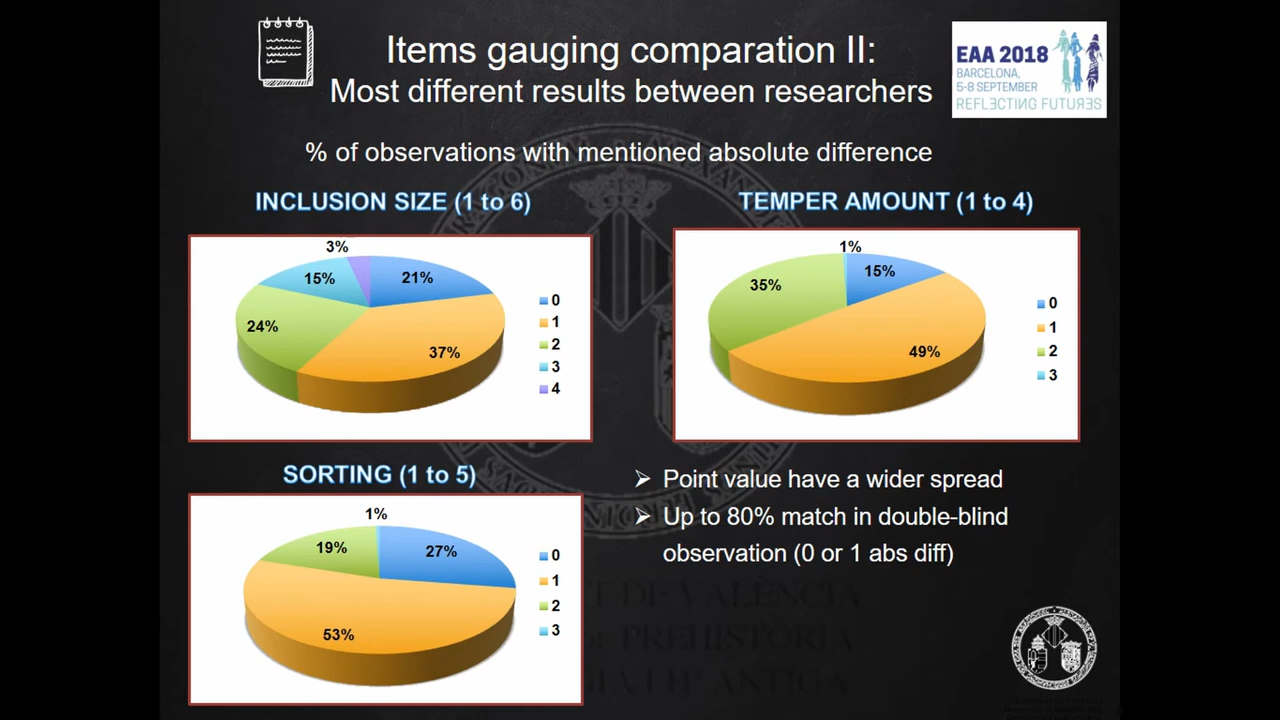 Items gauging comparation II:
Most different results between researchers
EAA 2018
BARCELONA,
5-8 SEPTEMBER
REFLECTING FUTURES
% of observations with mentioned absolute difference
INCLUSION SIZE (1 to 6)
3%
21%
15%
24%
37%
0
1
2
3
4
TEMPER AMOUNT (1 to 4)
1%
15%
35%
49%
0
1
2
3
SORTING (1 to 5)
1%
27%
19%
53%
0
1
2
3
➢ Point value have a wider spread
➢ Up to 80% match in double-blind
observation (0 or 1 abs diff)
DE VALÈNCIA
PREHISTÒRIA,
ANTIGA